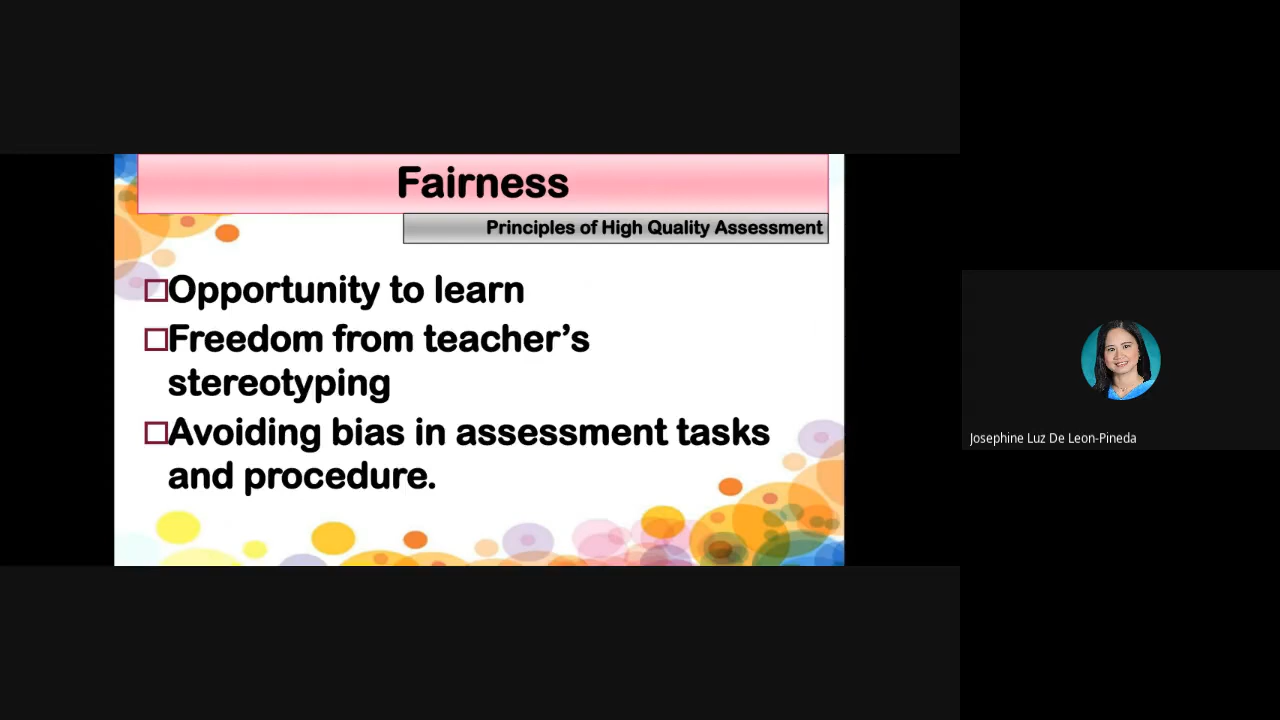 Fairness
Principles of High Quality Assessment
Opportunity to learn
Freedom from teacher’s
stereotyping
Avoiding bias in assessment tasks
and procedure.
Josephine Luz De Leon-Pineda